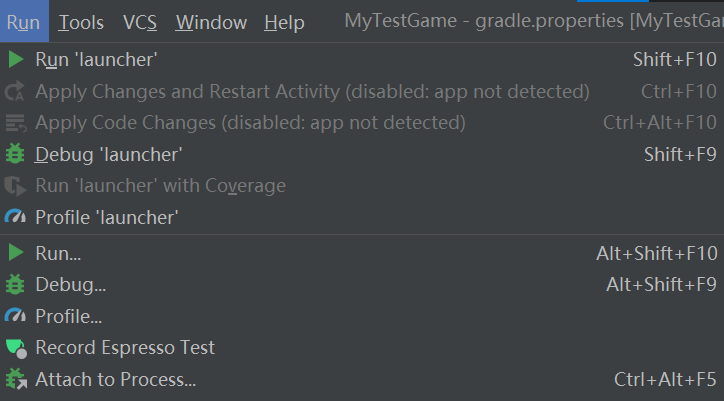 Run Tools VCS Window Help MyTestGame - gradle.properties [MyTestGar
Run 'launcher' Shift+F10
Apply Changes and Restart Activity (disabled: app not detected) Ctrl+F10
Apply Code Changes (disabled: app not detected) Ctrl+Alt+F10
Debug 'launcher' Shift+F9
Run 'launcher' with Coverage
Profile 'launcher'
Run... Alt+Shift+F10
Debug... Alt+Shift+F9
Profile...
Record Espresso Test
Attach to Process... Ctrl+Alt+F5